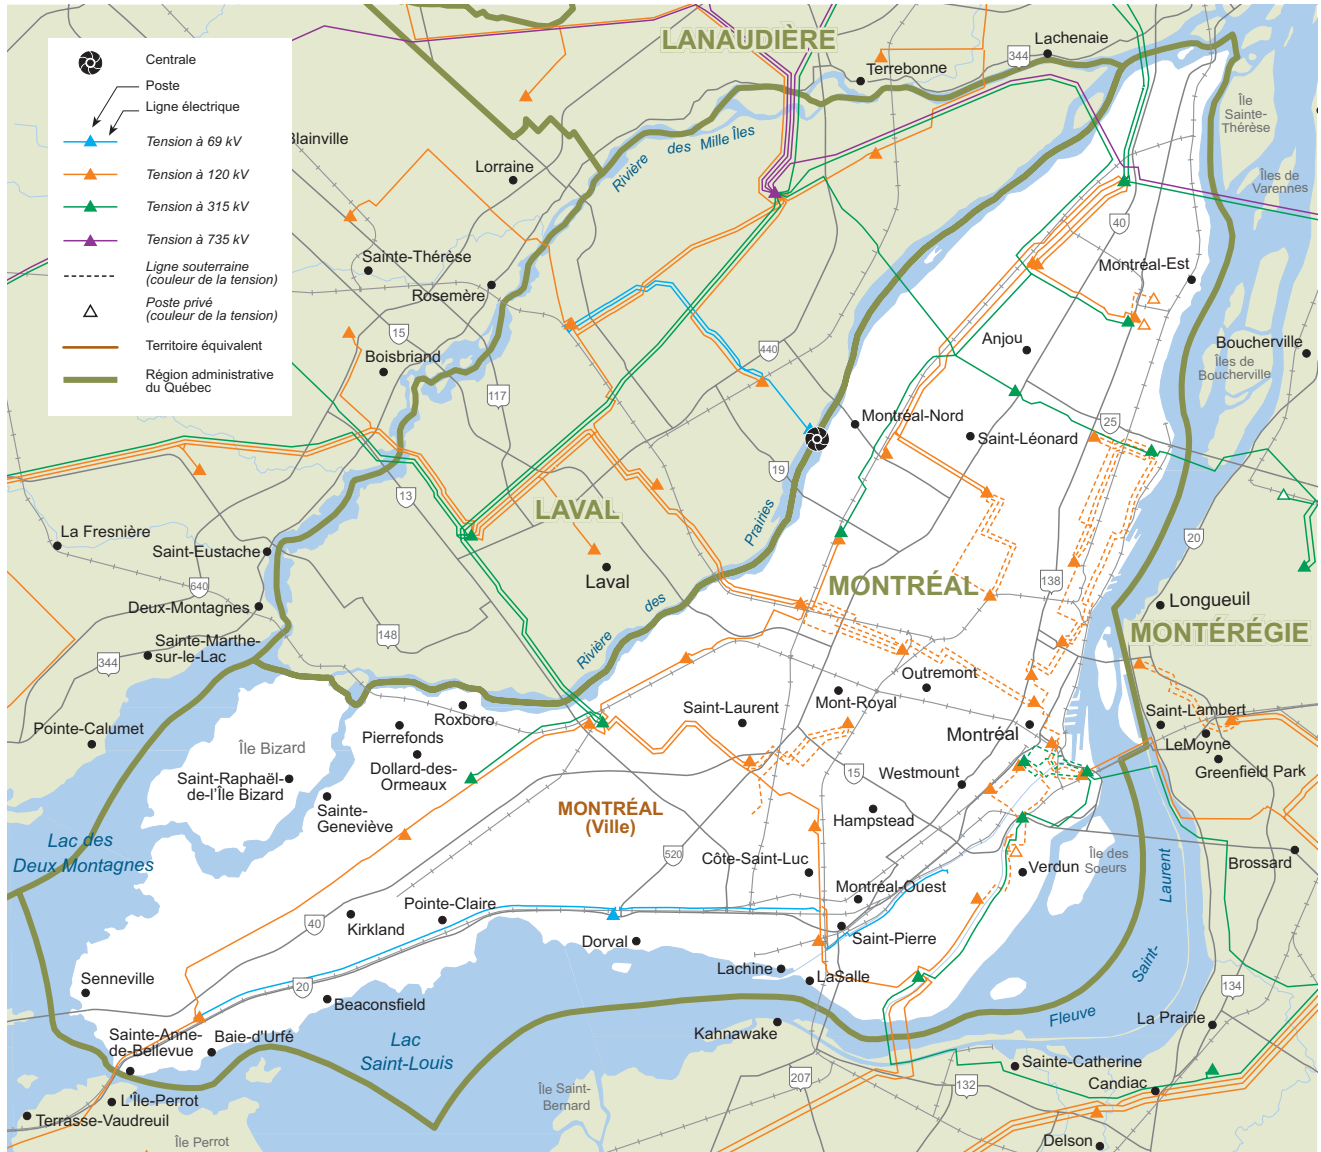 Centrale
Poste
Ligne électrique
Tension à 69 kV
Tension à 120 kV
Tension à 315 kV
Tension à 735 kV
Ligne souterraine
(couleur de la tension)
Poste privé
(couleur de la tension)
Territoire équivalent
Région administrative
du Québec
LANAUDIÈRE
Lachenaie
344
Terrebonne
Île
Sainte-
Thérèse
Blainville
Rivière
des Mille Îles
Lorraine
Îles de
Varennes
40
Sainte-Thérèse
Rosemère
Montréal-Est
15
Boisbriand
440
Anjou
Boucherville
Îles de
Boucherville
117
Montréal-Nord
Saint-Léonard
25
19
13
LAVAL
Prairies
La Fresnière
Saint-Eustache
20
640
Laval
MONTRÉAL
138
Deux-Montagnes
des
Longueuil
MONTÉRÉGIE
148
Sainte-Marthe-
sur-le-Lac
344
Rivière
Outremont
Mont-Royal
Roxboro
Saint-Laurent
Saint-Lambert
Pointe-Calumet
Pierrefonds
Montréal
LeMoyne
Île Bizard
Dollard-des-
Ormeaux
Saint-Raphaël-
de-l'Île Bizard
15
Westmount
Greenfield Park
Sainte-
Geneviève
MONTRÉAL
(Ville)
Hampstead
Lac des
Deux Montagnes
520
Côte-Saint-Luc
Verdun
Île des
Soeurs
Brossard
Montréal-Ouest
Laurent
Pointe-Claire
40
Kirkland
Dorval
Saint-Pierre
Saint-
Senneville
Lachine
LaSalle
20
Beaconsfield
134
Fleuve
La Prairie
Sainte-Anne-
de-Bellevue
Baie-d'Urfé
Lac
Saint-Louis
Kahnawake
Sainte-Catherine
207
132
Candiac
L'Île-Perrot
Terrasse-Vaudreuil
Île Saint-
Bernard
Île Perrot
Delson